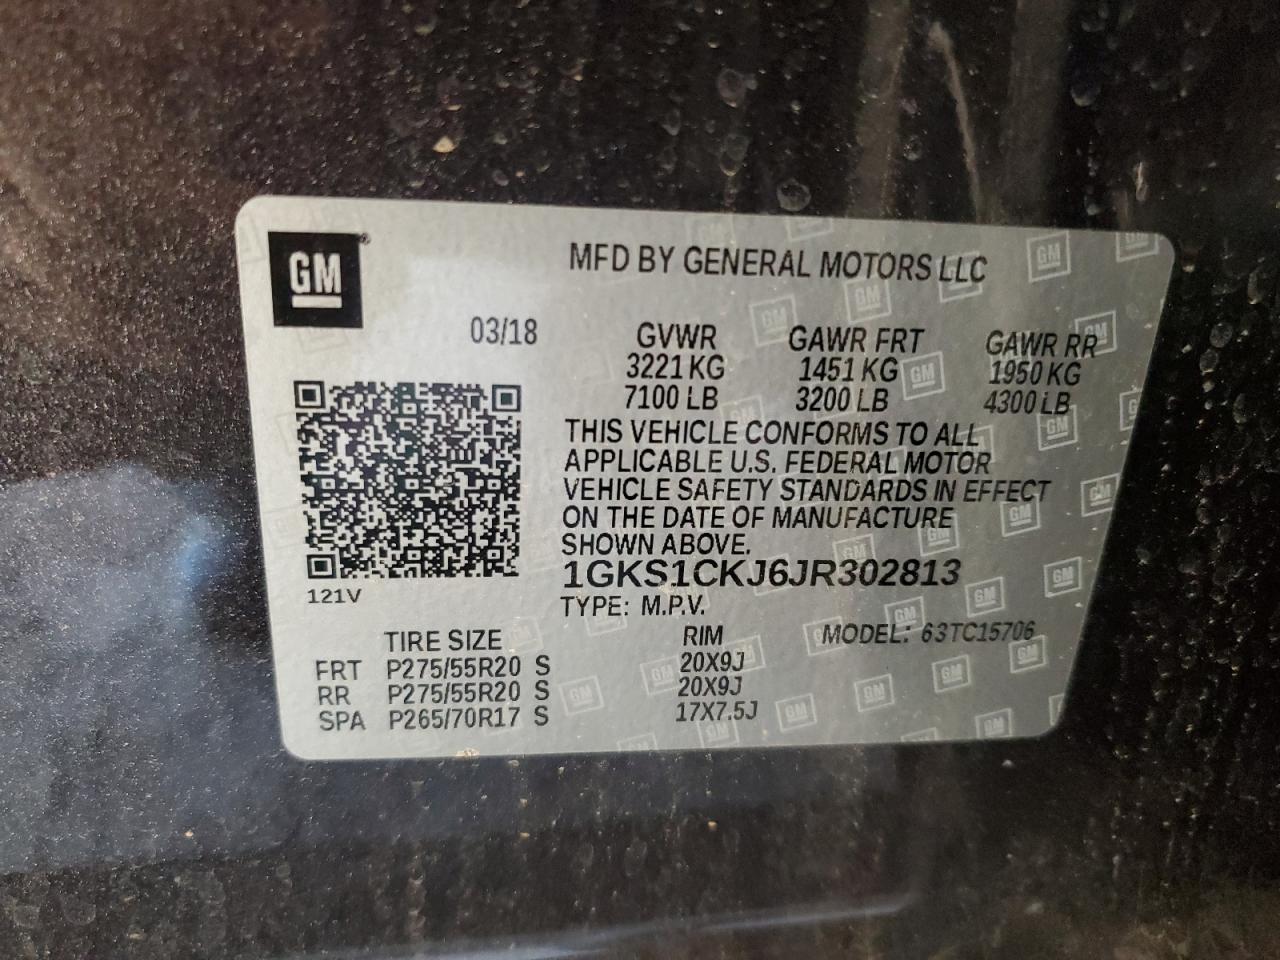 GM
MFD BY GENERAL MOTORS LLC
03/18 GVWR GAWR FRT GAWR RR
3221 KG 1451 KG 1950 KG
7100 LB 3200 LB 4300 LB
THIS VEHICLE CONFORMS TO ALL
APPLICABLE U.S. FEDERAL MOTOR
VEHICLE SAFETY STANDARDS IN EFFECT
ON THE DATE OF MANUFACTURE
SHOWN ABOVE.
1GKS1CKJ6JR302813
121V
TYPE: M.P.V.
TIRE SIZE RIM MODEL: 63TC15706
FRT P275/55R20 S 20X9J
RR P275/55R20 S 20X9J
SPA P265/70R17 S 17X7.5J